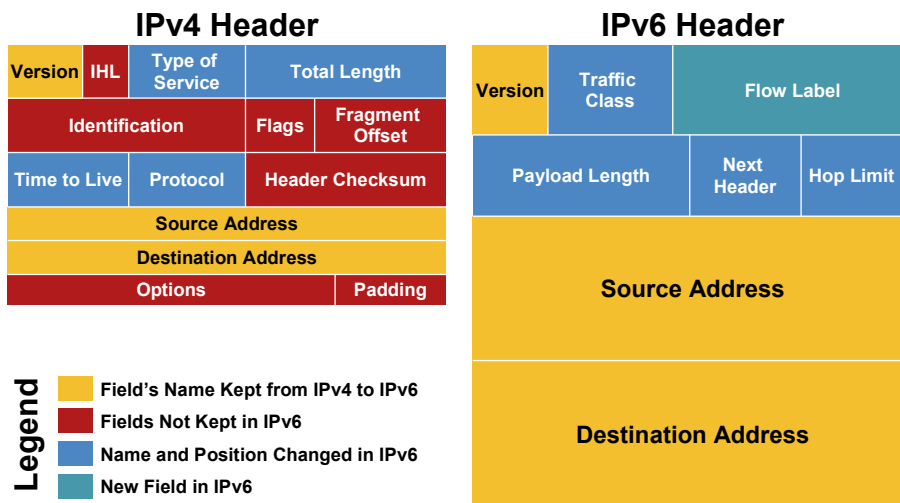 IPv4 Header
Version
IHL
Type of
Service
Total Length
Identification
Flags
Fragment
Offset
Time to Live
Protocol
Header Checksum
Source Address
Destination Address
Options
Padding
IPv6 Header
Version
Traffic
Class
Flow Label
Payload Length
Next
Header
Hop Limit
Source Address
Destination Address
Legend
Field's Name Kept from IPv4 to IPv6
Fields Not Kept in IPv6
Name and Position Changed in IPv6
New Field in IPv6